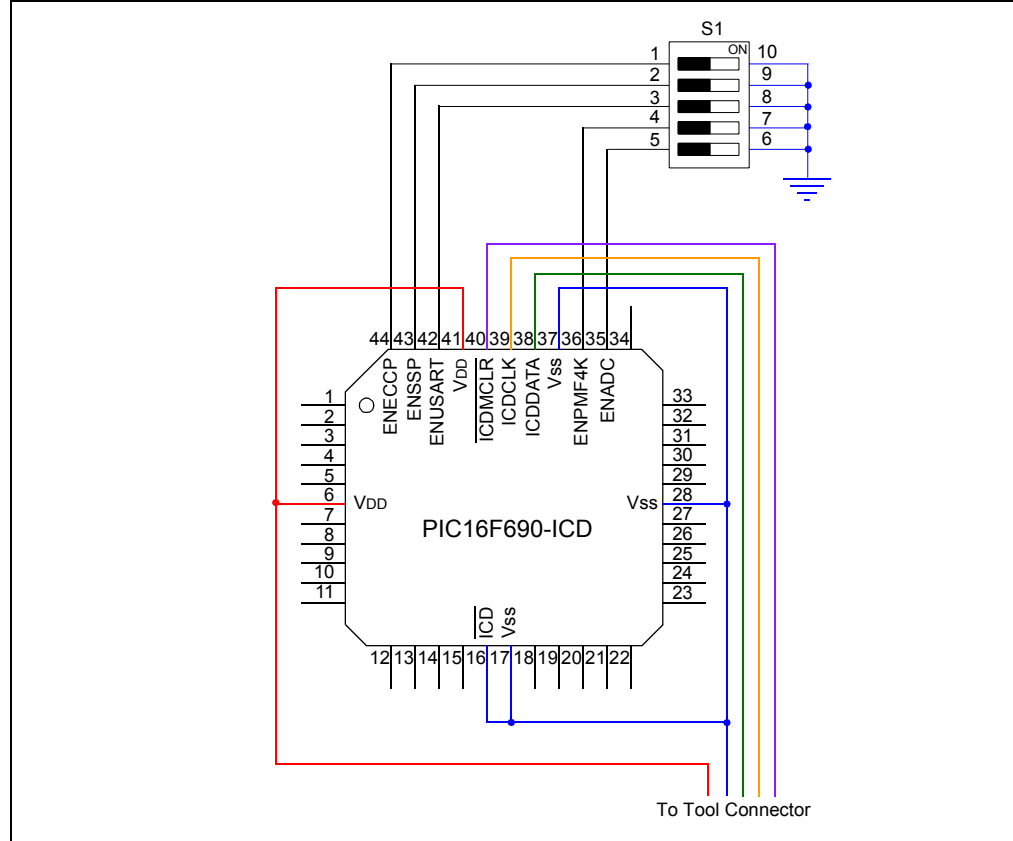 S1
ON
1 10
2 9
3 8
4 7
5 6
44 43 42 41 40 39 38 37 36 35 34
ENECCP
ENSSP
ENUSART
VDD
ICDMCLR
ICDCLK
ICDDATA
Vss
ENPMF4K
ENADC
1 33
2 32
3 31
4 30
5 29
6 VDD Vss 28
7 27
8 26
9 25
10 24
11 23
PIC16F690-ICD
ICD
Vss
12 13 14 15 16 17 18 19 20 21 22
To Tool Connector